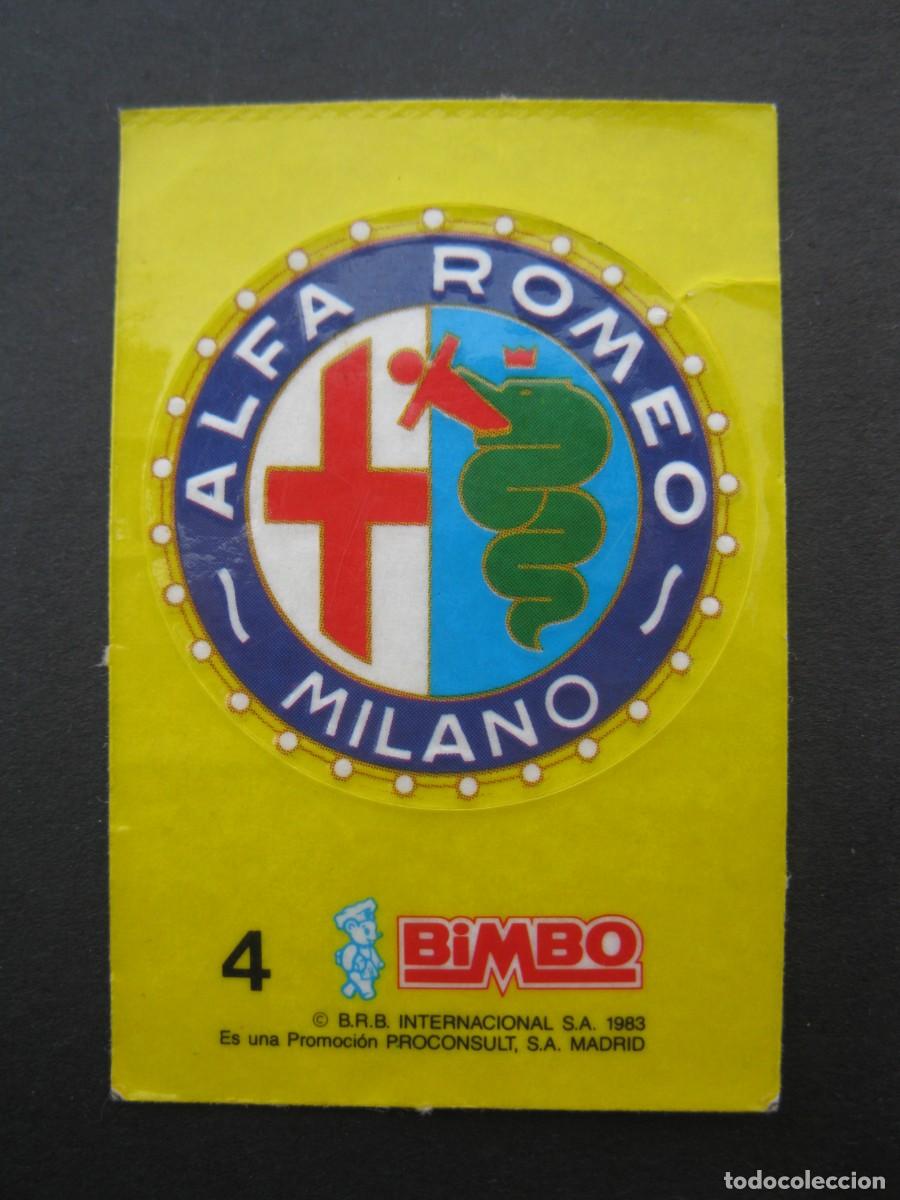 ALFA ROMEO
MILANO
4
BiMBO
© B.R.B. INTERNACIONAL S.A. 1983
Es una Promoción PROCONSULT, S.A. MADRID
todocoleccion